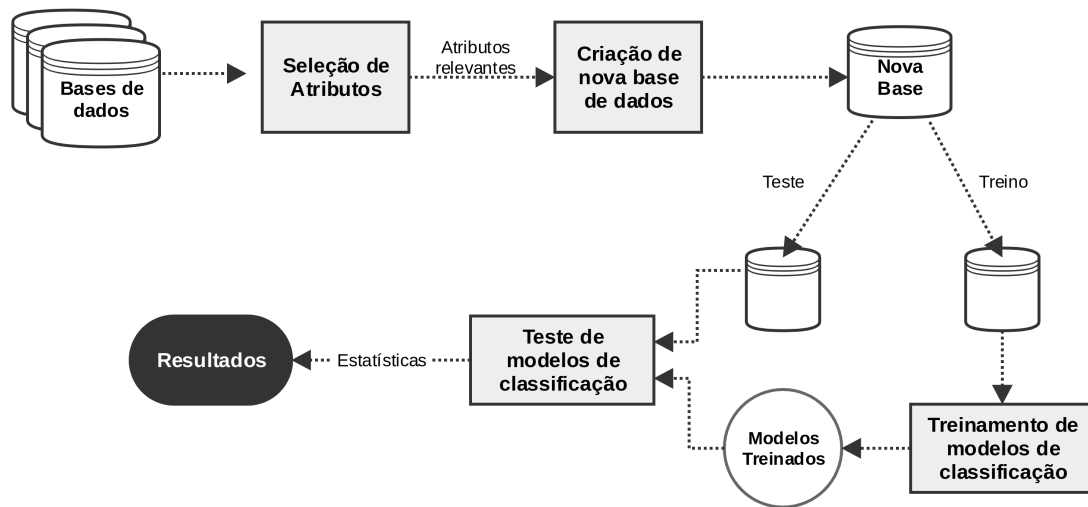 Bases de
dados
Seleção de
Atributos
Atributos
relevantes
Criação de
nova base
de dados
Nova
Base
Teste
Treino
Resultados
Estatísticas
Teste de
modelos de
classificação
Modelos
Treinados
Treinamento de
modelos de
classificação